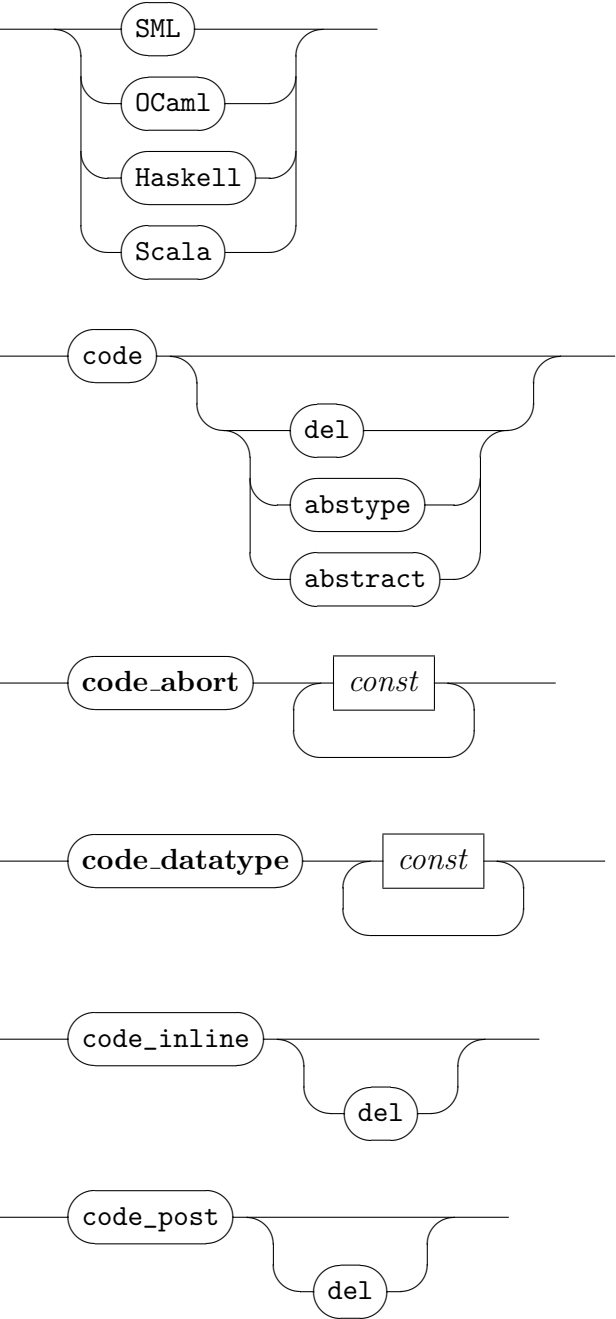 SML
OCaml
Haskell
Scala
code
del
abstype
abstract
code_abort const
code_datatype const
code_inline
del
code_post
del